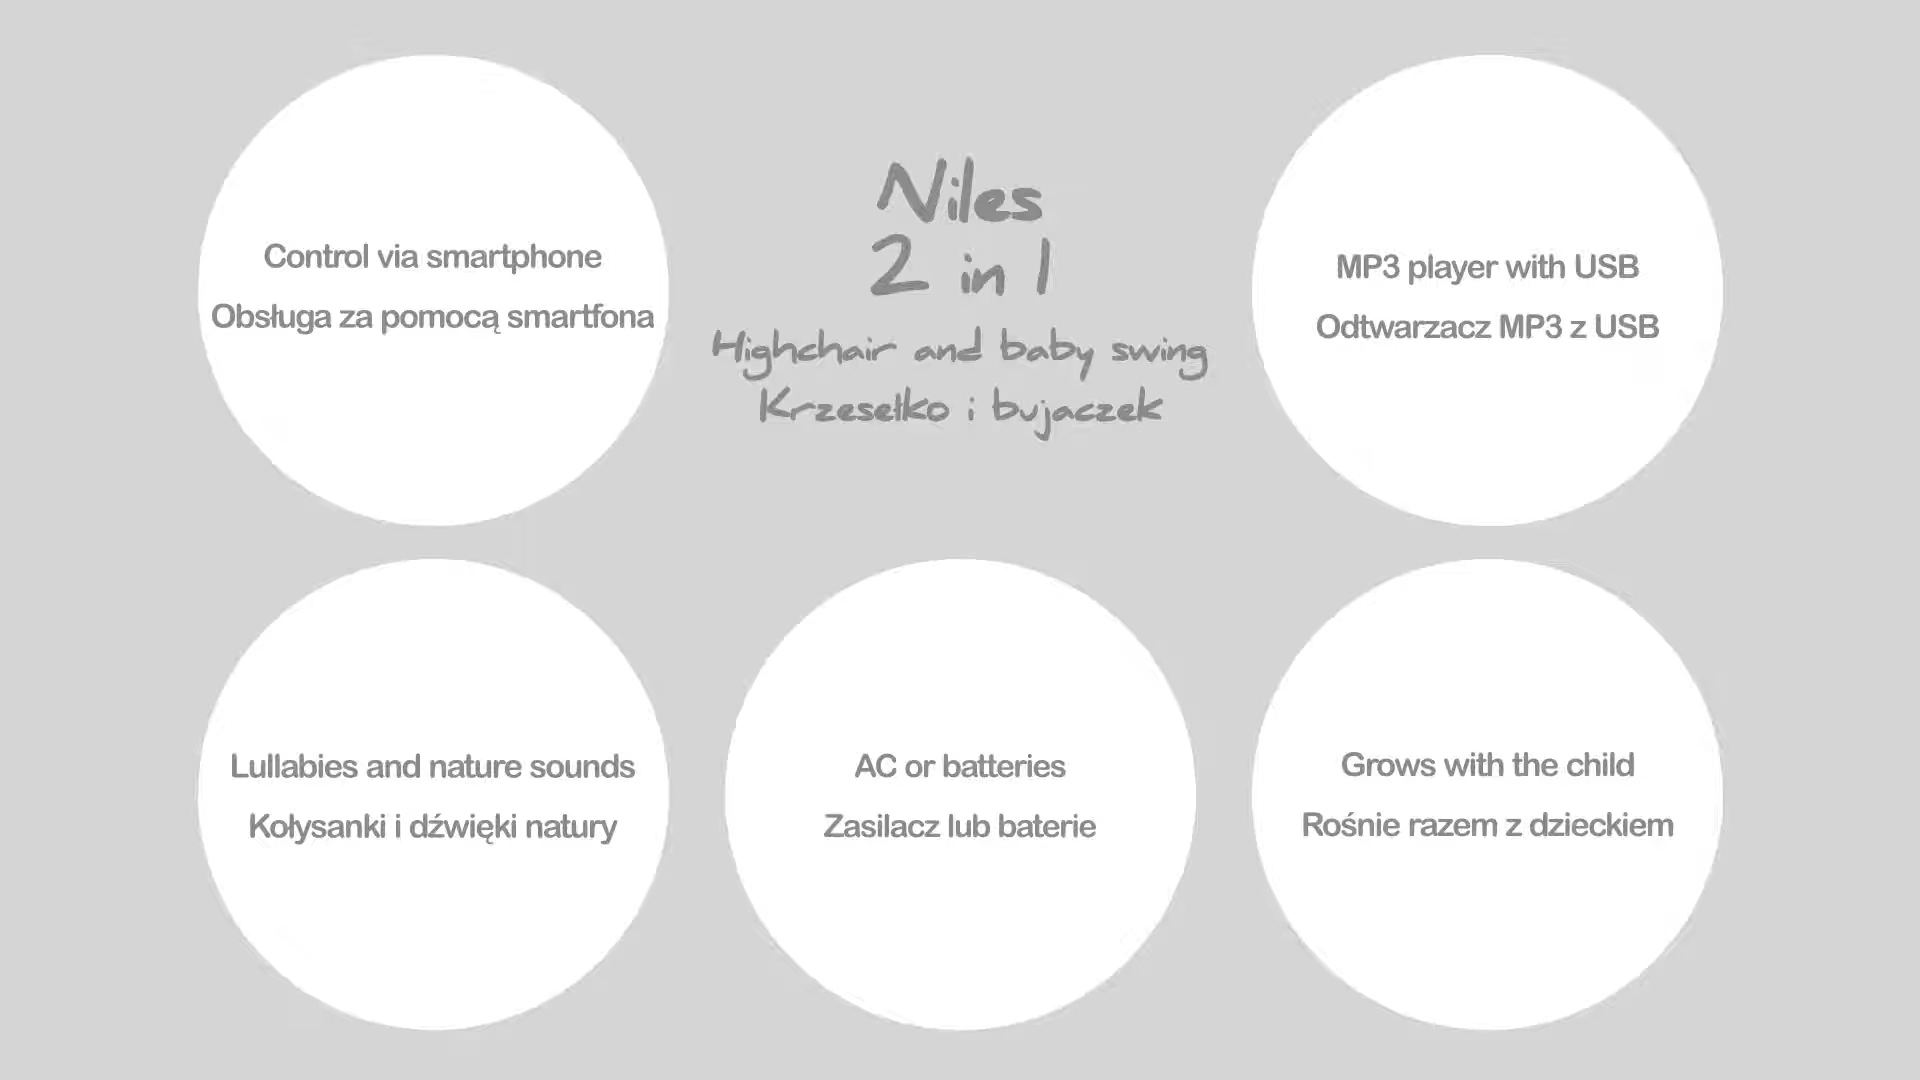 Control via smartphone
Obsługa za pomocą smartfona
Niles
2 in 1
Highchair and baby swing
Krzesełko i bujaczek
MP3 player with USB
Odtwarzacz MP3 z USB
Lullabies and nature sounds
Kołysanki i dźwięki natury
AC or batteries
Zasilacz lub baterie
Grows with the child
Rośnie razem z dzieckiem